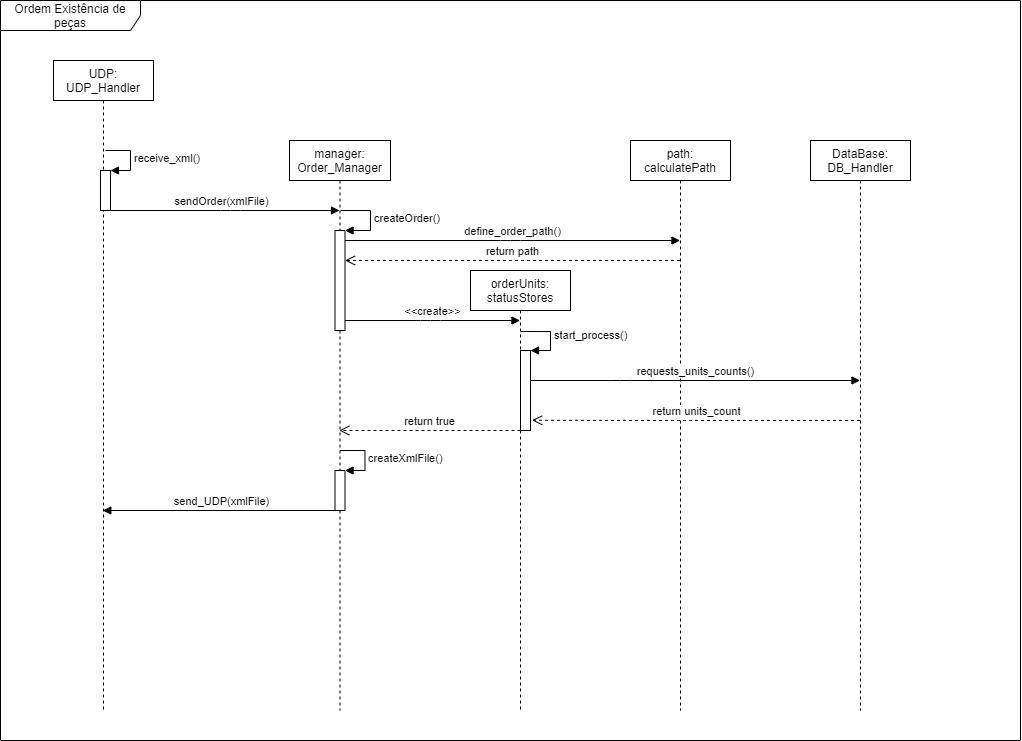 Ordem Existência de
peças
UDP:
UDP_Handler
receive_xml()
manager:
Order_Manager
path:
calculatePath
DataBase:
DB_Handler
sendOrder(xmlFile)
createOrder()
define_order_path()
return path
orderUnits:
statusStores
<<create>>
start_process()
requests_units_counts()
return units_count
return true
createXmlFile()
send_UDP(xmlFile)